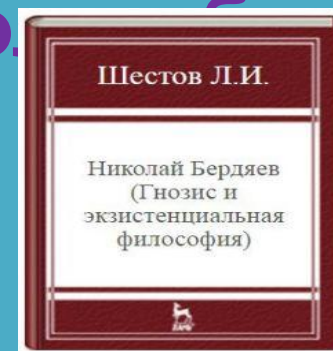 Шестов Л.И.
Николай Бердяев
(Гнозис и
экзистенциальная
философия)